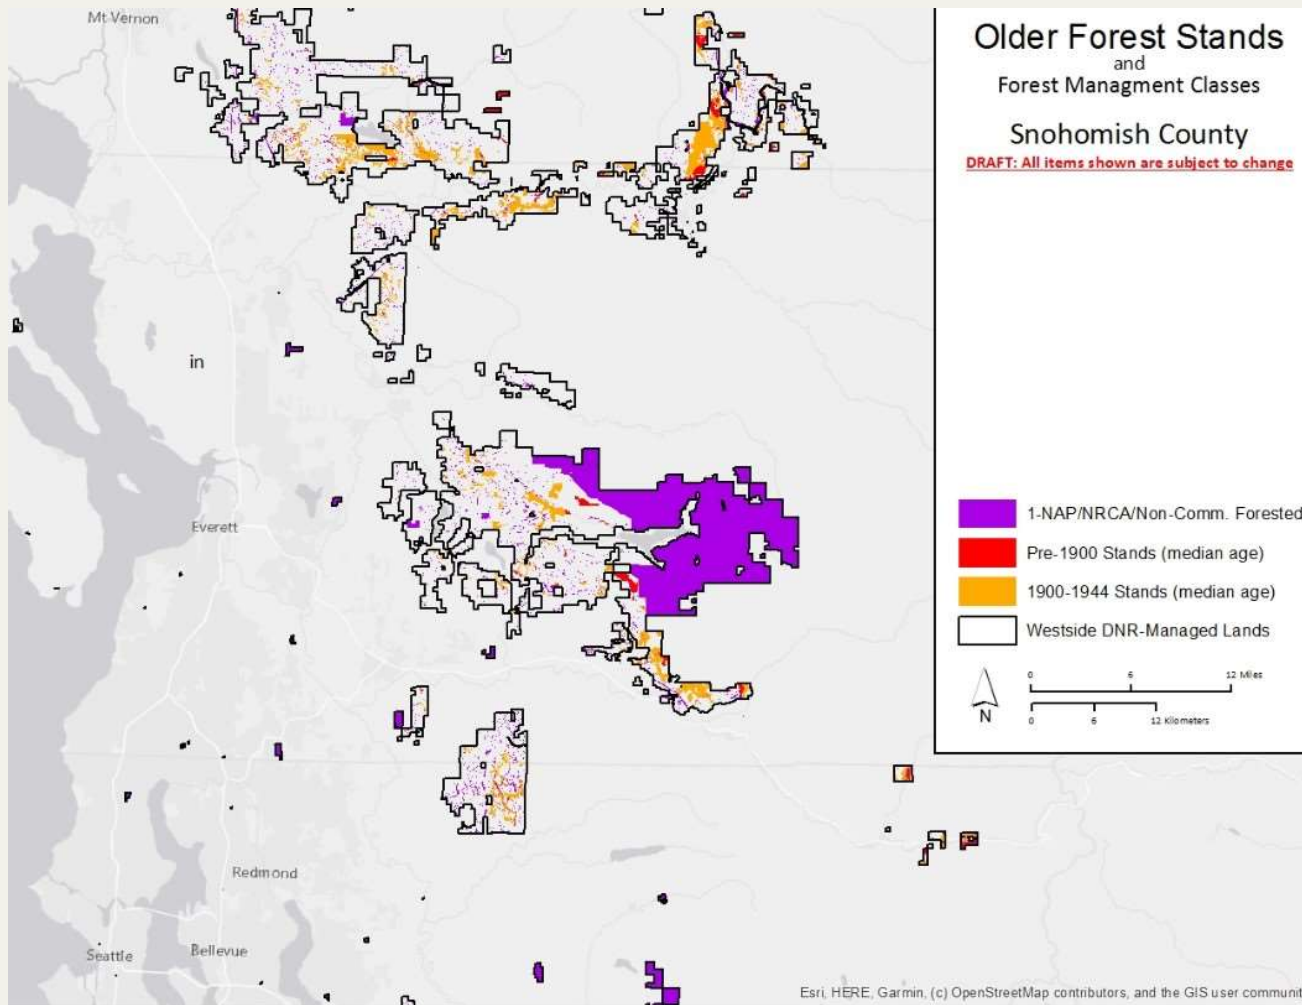 Mt Vernon
in
Everett
Redmond
Seattle
Bellevue
Older Forest Stands
and
Forest Managment Classes
Snohomish County
DRAFT: All items shown are subject to change
1-NAP/NRCA/Non-Comm. Forested
Pre-1900 Stands (median age)
1900-1944 Stands (median age)
Westside DNR-Managed Lands
N
0 6 12 Miles
0 6 12 Kilometers
Esri, HERE, Garmin, (c) OpenStreetMap contributors, and the GIS user communit